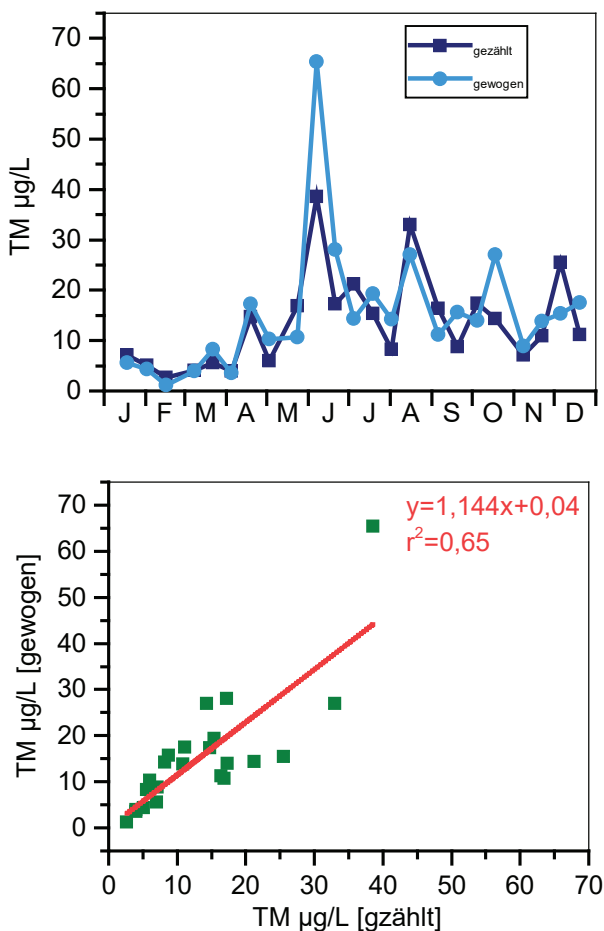 70
60
50
40
30
20
10
0
TM µg/L
gezählt
gewogen
J F M A M J J A S O N D
70
60
50
40
30
20
10
0
TM µg/L [gewogen]
y=1,144x+0,04
r²=0,65
0 10 20 30 40 50 60 70
TM µg/L [gzählt]